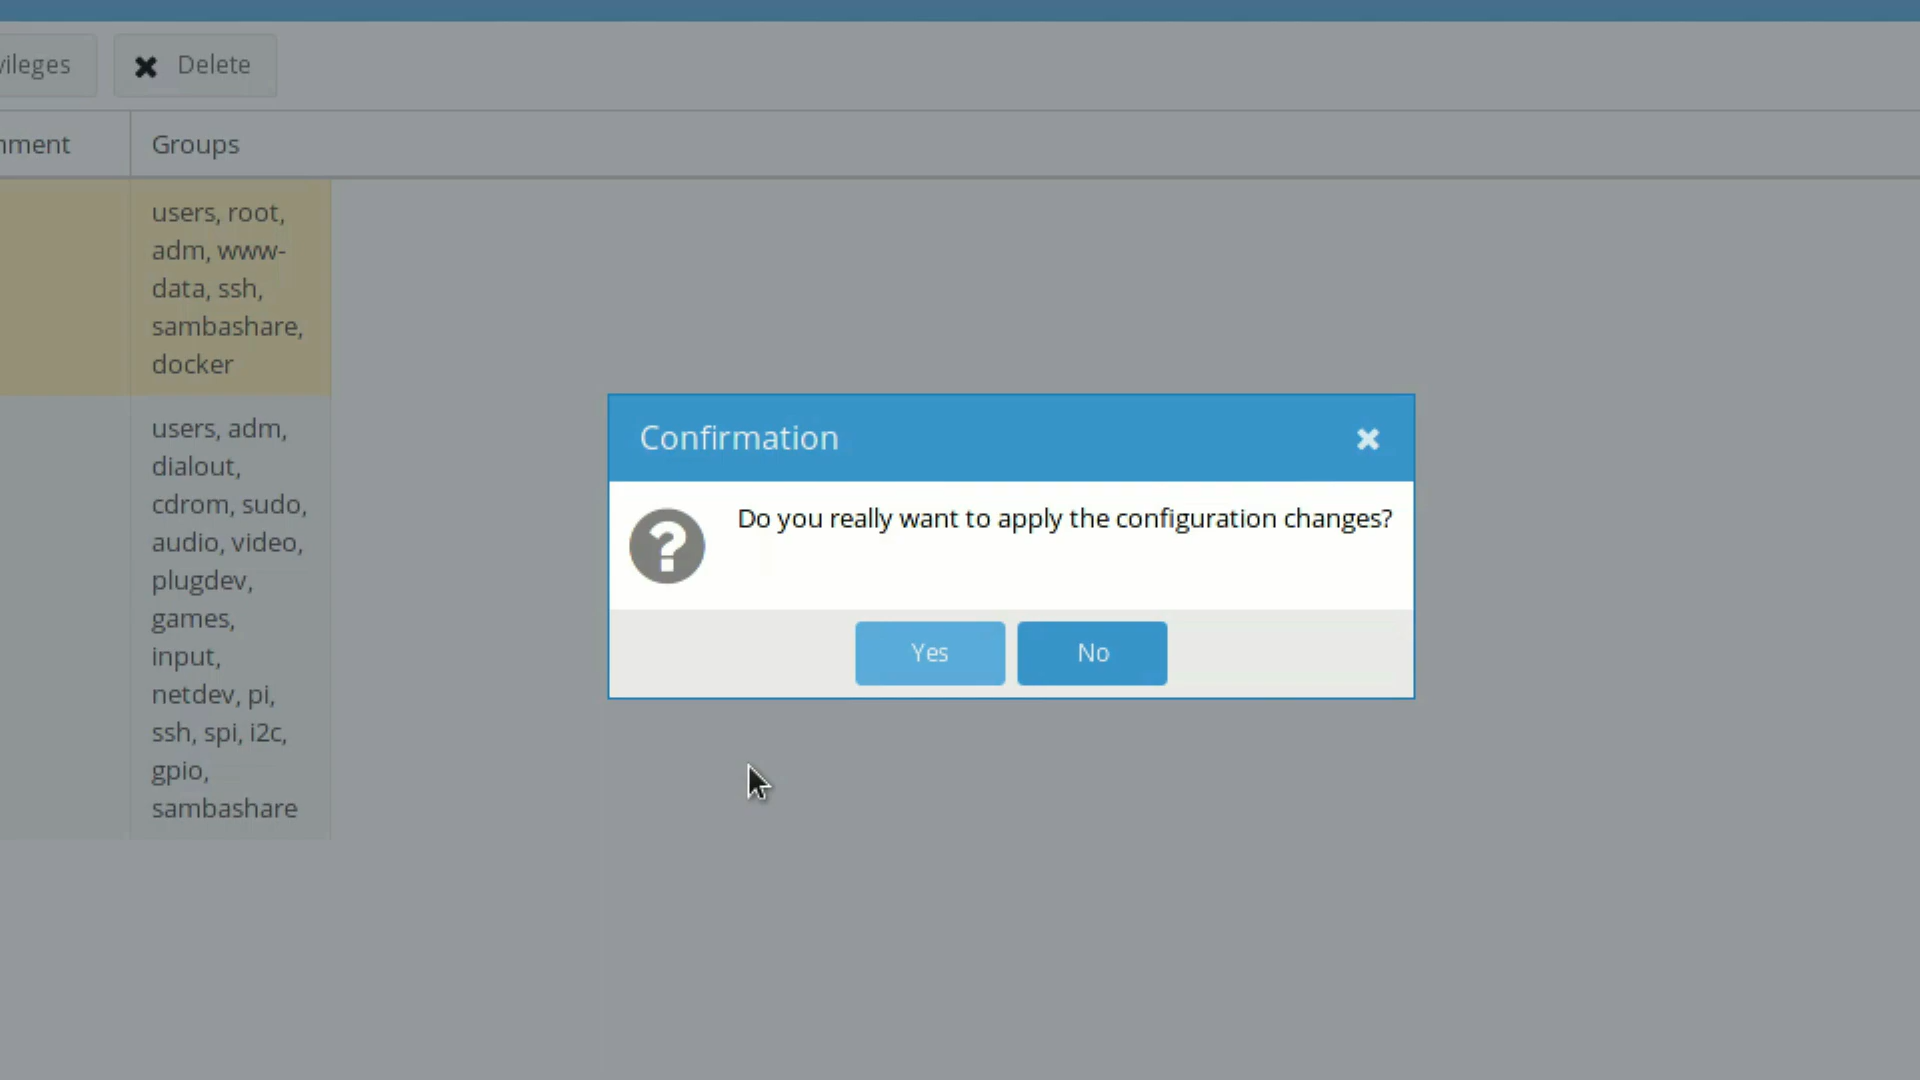 vileges
Delete
nment
Groups
users, root,
adm, www-
data, ssh,
sambashare,
docker
users, adm,
dialout,
cdrom, sudo,
audio, video,
plugdev,
games,
input,
netdev, pi,
ssh, spi, i2c,
gpio,
sambashare
Confirmation
Do you really want to apply the configuration changes?
Yes
No